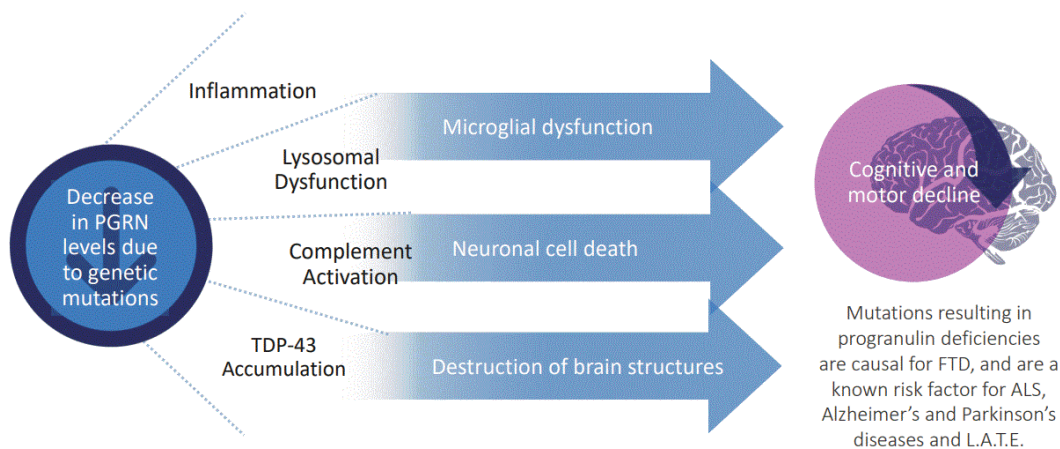 Decrease
in PGRN
levels due
to genetic
mutations
Inflammation
Lysosomal
Dysfunction
Complement
Activation
TDP-43
Accumulation
Microglial dysfunction
Neuronal cell death
Destruction of brain structures
Cognitive and
motor decline
Mutations resulting in
progranulin deficiencies
are causal for FTD, and are a
known risk factor for ALS,
Alzheimer’s and Parkinson’s
diseases and L.A.T.E.